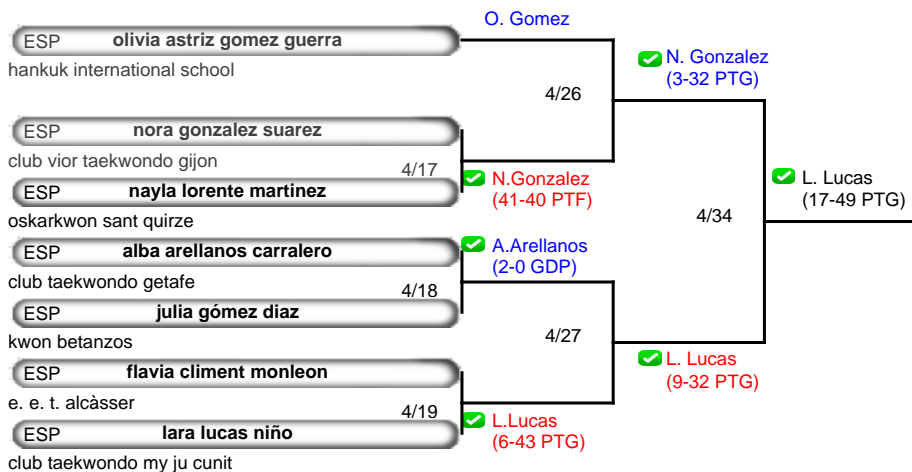 O. Gomez
ESP olivia astriz gomez guerra
hankuk international school
N. Gonzalez
(3-32 PTG)
4/26
ESP nora gonzalez suarez
club vior taekwondo gijon
4/17
ESP nayla lorente martinez
oskarkwon sant quirze
N.Gonzalez
(41-40 PTF)
L. Lucas
(17-49 PTG)
4/34
ESP alba arellanos carralero
club taekwondo getafe
A.Arellanos
(2-0 GDP)
4/18
ESP julia gómez diaz
kwon betanzos
4/27
L. Lucas
(9-32 PTG)
ESP flavia climent monleon
e. e. t. alcàsser
4/19
ESP lara lucas niño
club taekwondo my ju cunit
L.Lucas
(6-43 PTG)